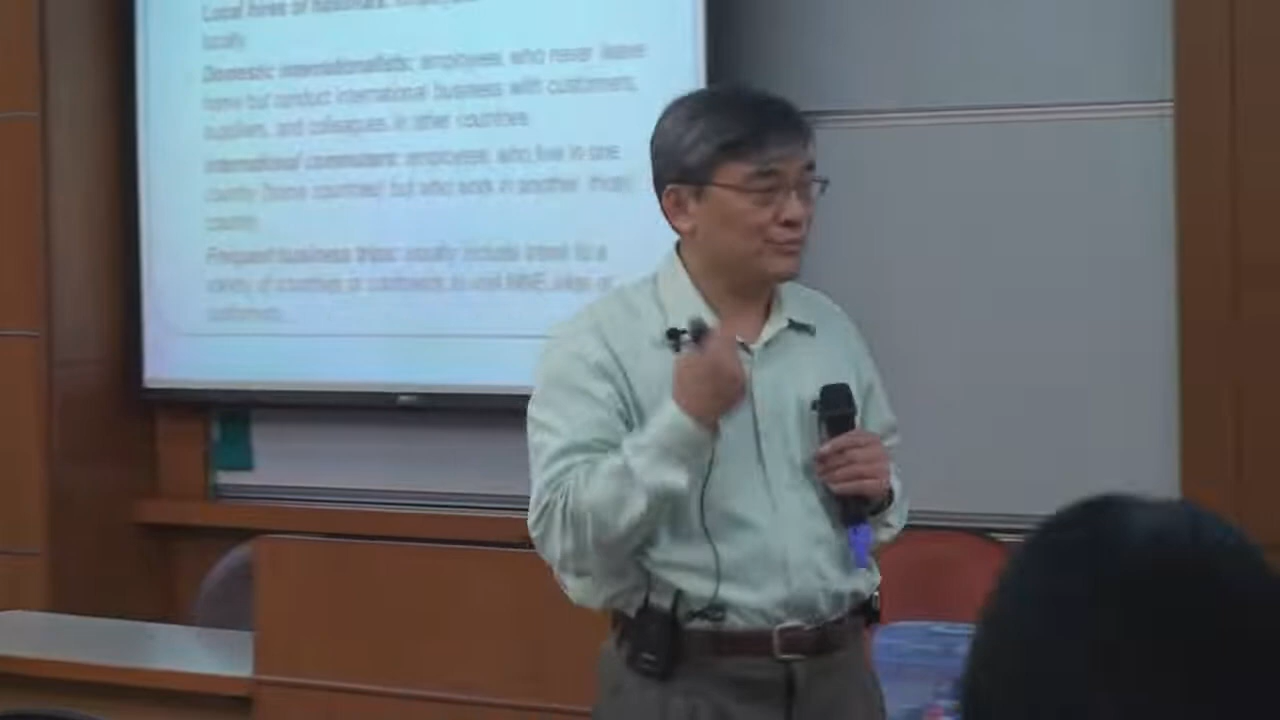 Local hires or nationals: employees
locally
Domestic internationalists: employees who never leave
home but conduct international business with customers,
suppliers, and colleagues in other countries
International commuters: employees who live in one
country (home countries) but who work in another (host)
country
Frequent business trips: usually include travel to a
variety of countries or continents to visit MNE sites or
customers